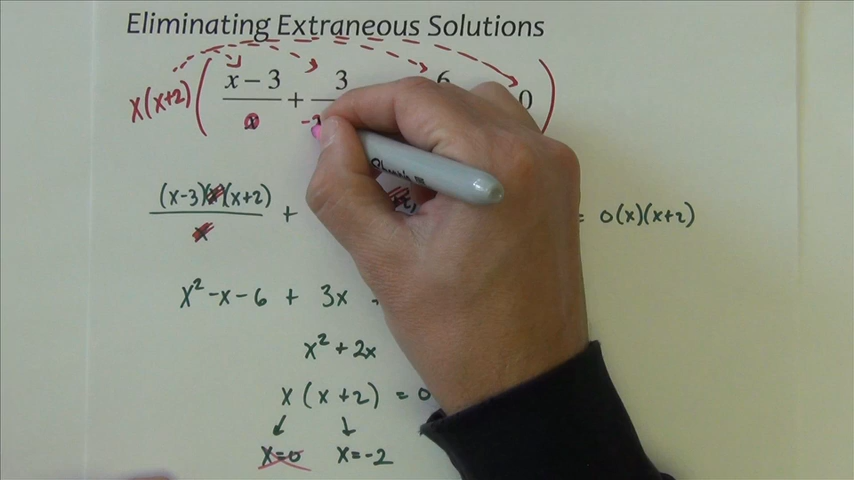 Eliminating Extraneous Solutions
x(x+2) ( x − 3 / x + 3 / 6 0 )
(x-3)(x)(x+2) / x + = 0(x)(x+2)
x² -x-6 + 3x
x² + 2x
x(x+2) = 0
x=0 x=-2